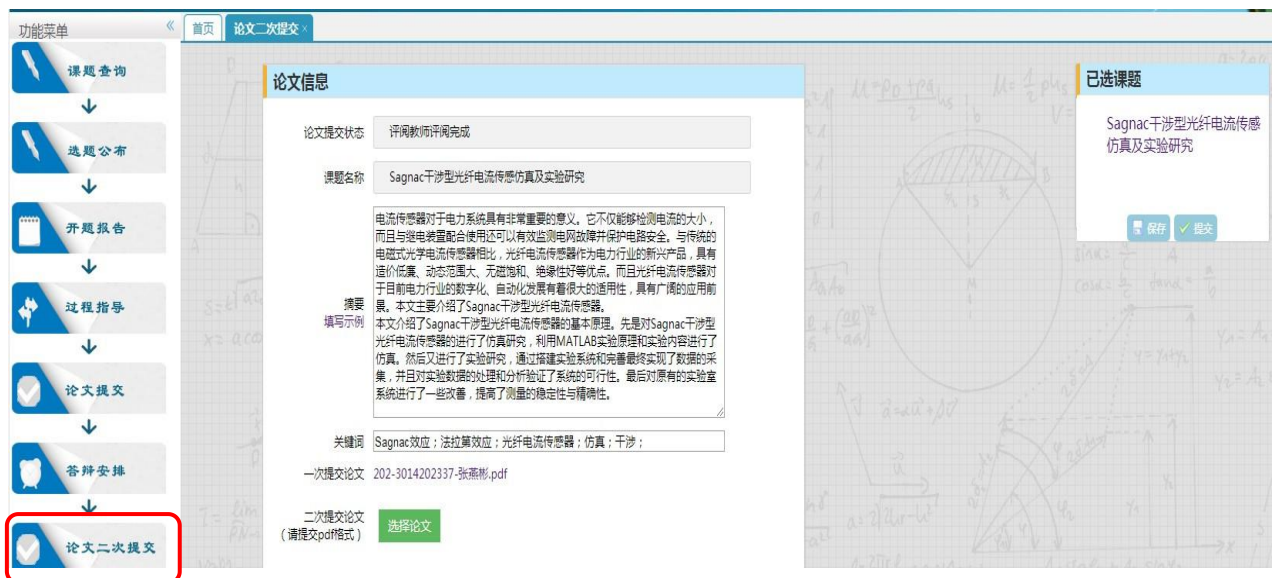 功能菜单
«
首页
论文二次提交 ×
课题查询
选题公布
开题报告
过程指导
论文提交
答辩安排
论文二次提交
论文信息
论文提交状态
评阅教师评阅完成
课题名称
Sagnac干涉型光纤电流传感仿真及实验研究
摘要
填写示例
电流传感器对于电力系统具有非常重要的意义。它不仅能够检测电流的大小，
而且与继电装置配合使用还可以有效监测电网故障并保护电路安全。与传统的
电磁式光学电流传感器相比，光纤电流传感器作为电力行业的新兴产品，具有
造价低廉、动态范围大、无磁饱和、绝缘性好等优点。而且光纤电流传感器对
于目前电力行业的数字化、自动化发展有着很大的适用性，具有广阔的应用前
景。本文主要介绍了Sagnac干涉型光纤电流传感器。
本文介绍了Sagnac干涉型光纤电流传感器的基本原理。先是对Sagnac干涉型
光纤电流传感器的进行了仿真研究，利用MATLAB实验原理和实验内容进行了
仿真。然后又进行了实验研究，通过搭建实验系统和完善最终实现了数据的采
集，并且对实验数据的处理和分析验证了系统的可行性。最后对原有的实验室
系统进行了一些改善，提高了测量的稳定性与精确性。
关键词
Sagnac效应；法拉第效应；光纤电流传感器；仿真；干涉；
一次提交论文
202-3014202337-张燕彬.pdf
二次提交论文
（请提交pdf格式）
选择论文
已选课题
Sagnac干涉型光纤电流传感
仿真及实验研究
保存
提交